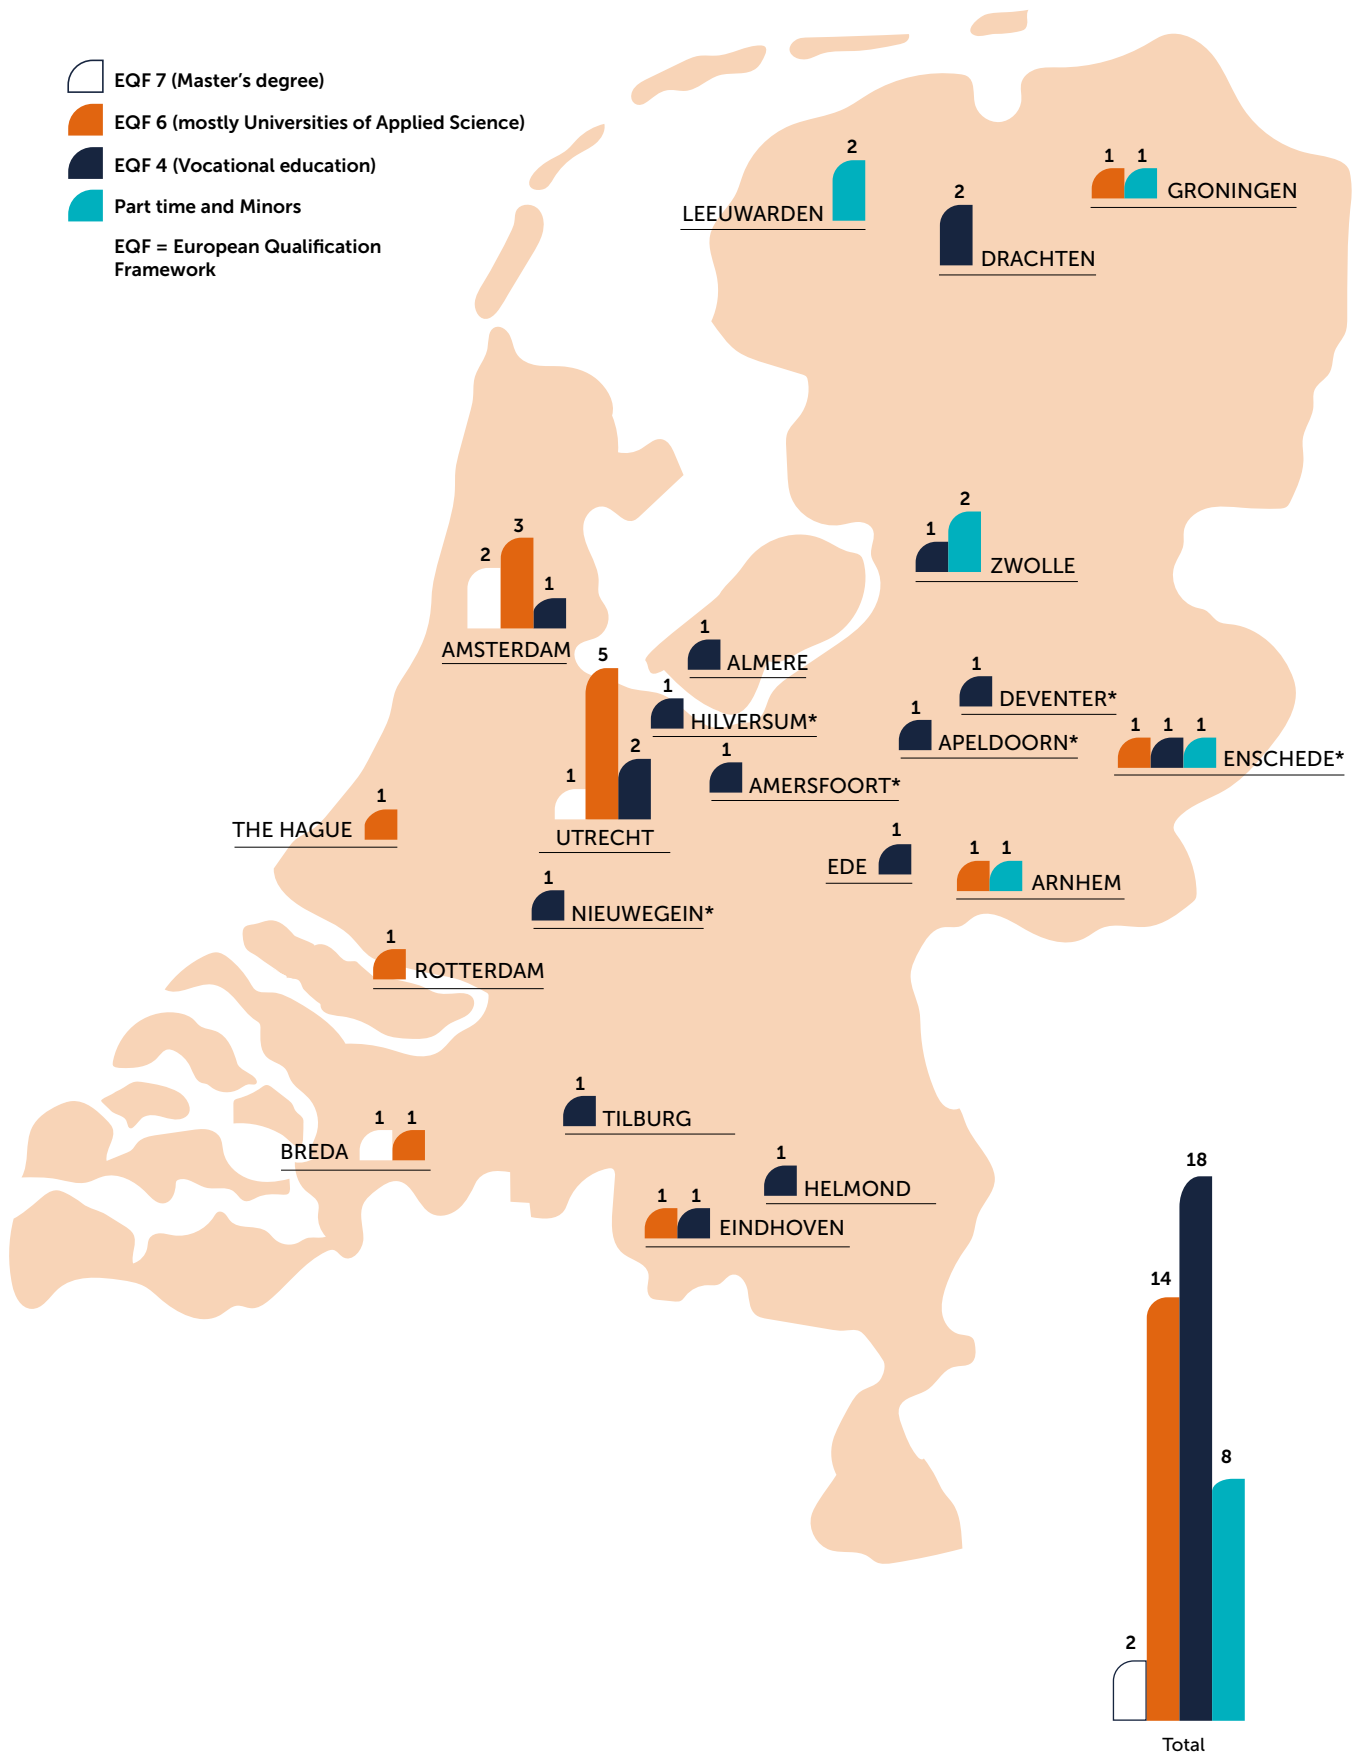 EQF 7 (Master’s degree)
EQF 6 (mostly Universities of Applied Science)
EQF 4 (Vocational education)
Part time and Minors
EQF = European Qualification
Framework
2
LEEUWARDEN
2
DRACHTEN
1 1
GRONINGEN
1 2
ZWOLLE
2 3 1
AMSTERDAM
1
ALMERE
1
HILVERSUM*
1
DEVENTER*
1
APELDOORN*
1 1 1
ENSCHEDE*
1
AMERSFOORT*
1 5 2
UTRECHT
1
THE HAGUE
1
EDE
1 1
ARNHEM
1
NIEUWEGEIN*
1
ROTTERDAM
1
TILBURG
1 1
BREDA
1
HELMOND
1 1
EINDHOVEN
2 14 18 8
Total